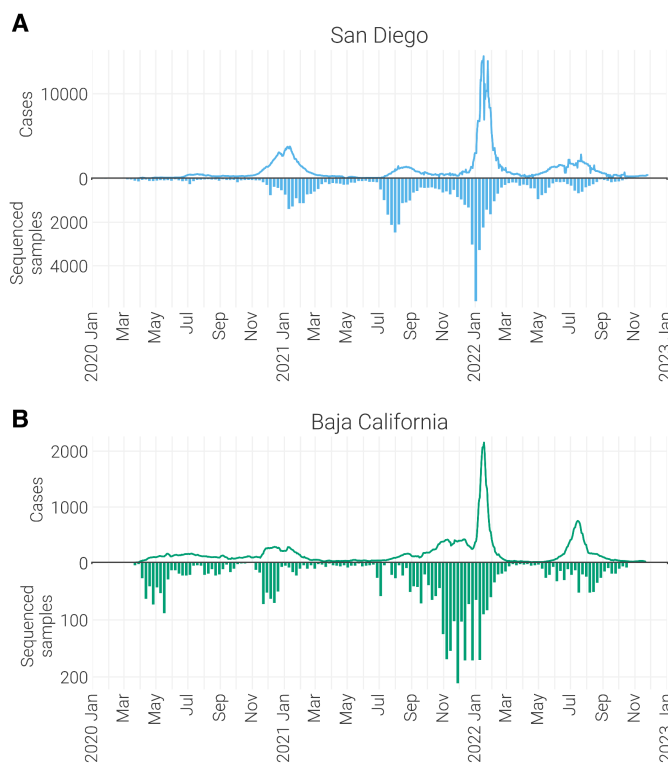 A
San Diego
10000
Cases
0
2000
Sequenced
samples
4000
2020 Jan
Mar
May
Jul
Sep
Nov
2021 Jan
Mar
May
Jul
Sep
Nov
2022 Jan
Mar
May
Jul
Sep
Nov
2023 J
B
Baja California
2000
Cases
1000
0
100
Sequenced
samples
200
2020 Jan
Mar
May
Jul
Sep
Nov
2021 Jan
Mar
May
Jul
Sep
Nov
2022 Jan
Mar
May
Jul
Sep
Nov
2023 J